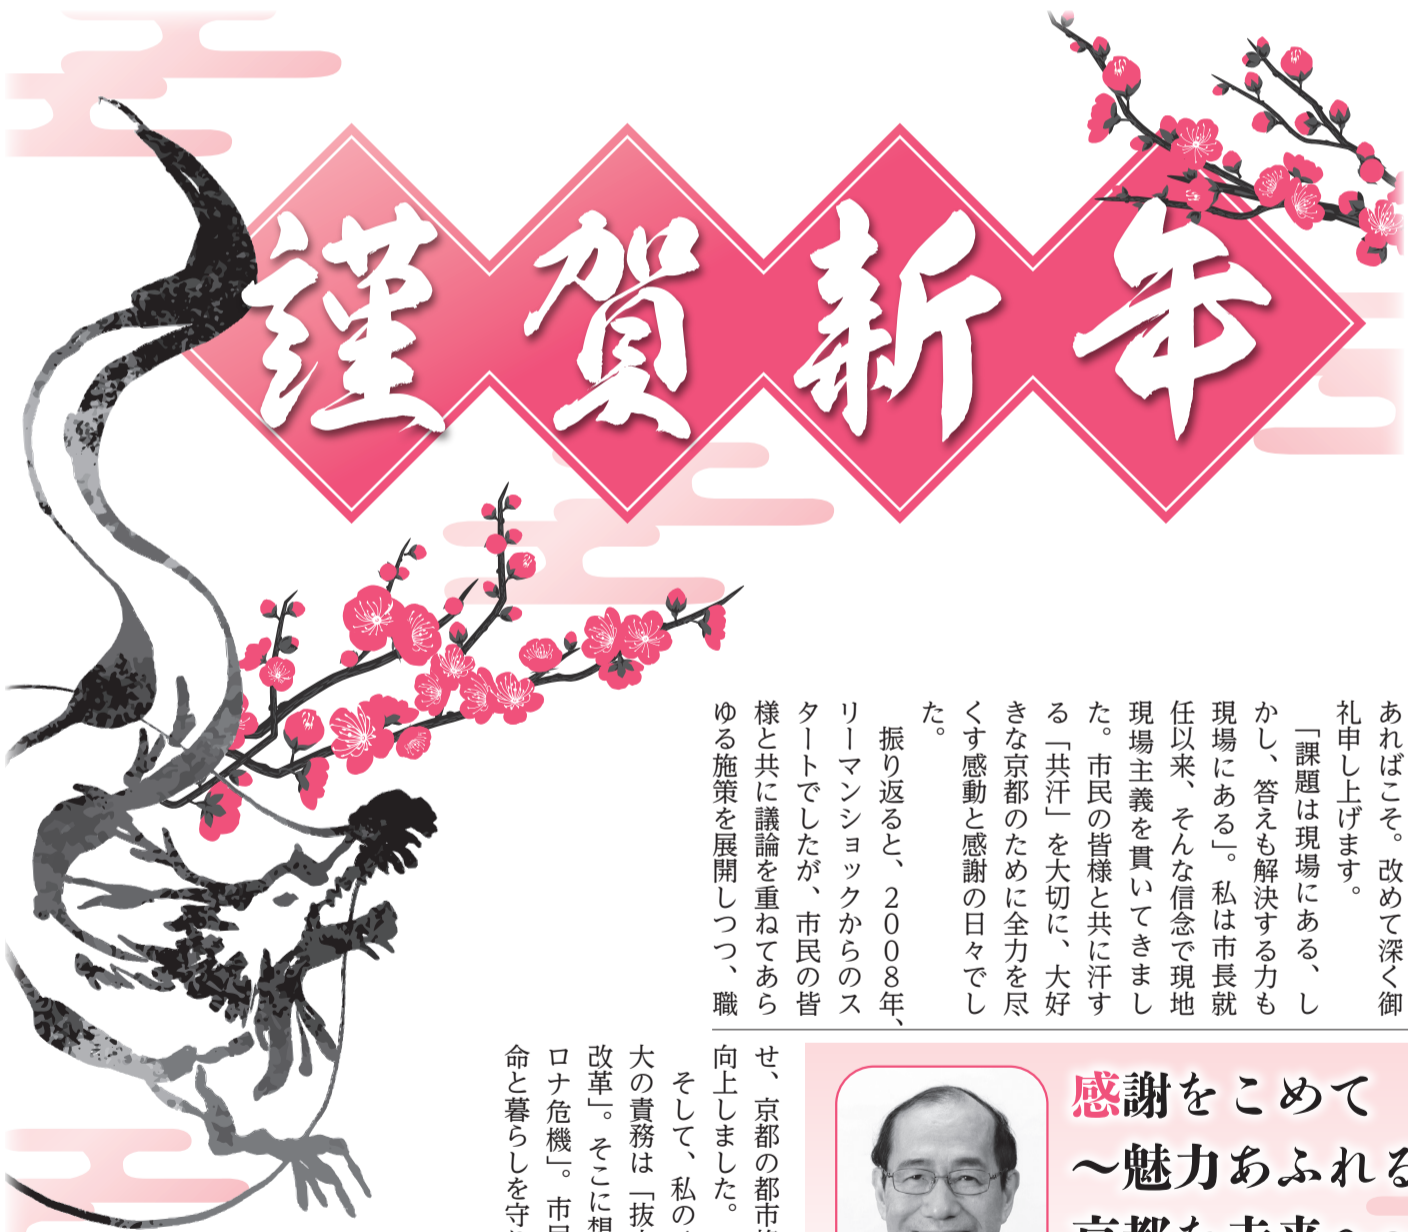 謹賀新年
あればこそ。改めて深く御
礼申し上げます。
「課題は現場にある、し
かし、答えも解決する力も
現場にある」。私は市長就
任以来、そんな信念で現地
現場主義を貫いてきまし
た。市民の皆様と共に汗す
る「共汗」を大切に、大好
きな京都のために全力を尽
くす感動と感謝の日々でし
た。
振り返ると、2008年、
リーマンショックからのス
タートでしたが、市民の皆
様と共に議論を重ねてあら
ゆる施策を展開しつつ、職
感謝をこめて
〜魅力あふれる
せ、京都の都市
向上しました。
そして、私の
大の責務は「抜
改革」。そこに想
ロナ危機」。市民
命と暮らしを守